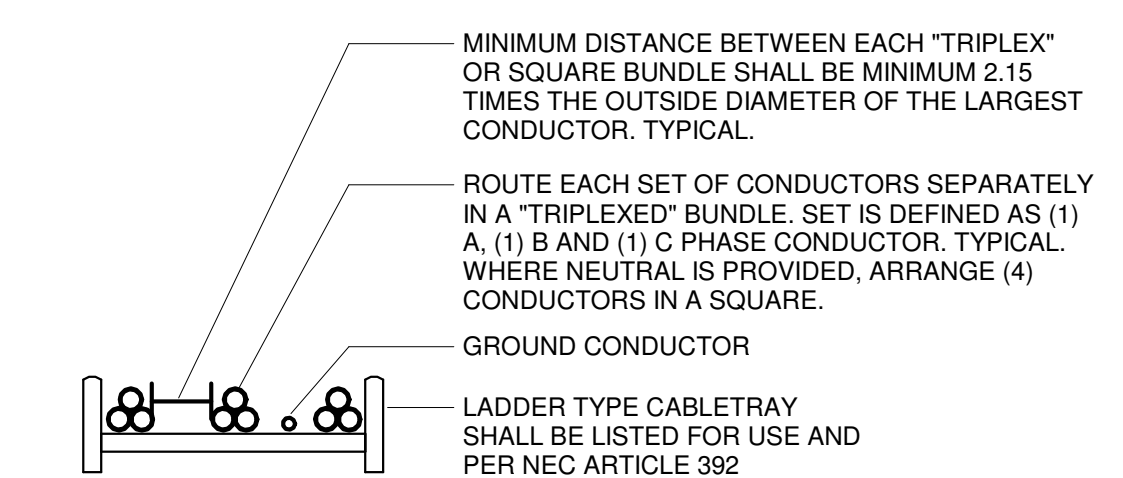 MINIMUM DISTANCE BETWEEN EACH "TRIPLEX"
OR SQUARE BUNDLE SHALL BE MINIMUM 2.15
TIMES THE OUTSIDE DIAMETER OF THE LARGEST
CONDUCTOR. TYPICAL.
ROUTE EACH SET OF CONDUCTORS SEPARATELY
IN A "TRIPLEXED" BUNDLE. SET IS DEFINED AS (1)
A, (1) B AND (1) C PHASE CONDUCTOR. TYPICAL.
WHERE NEUTRAL IS PROVIDED, ARRANGE (4)
CONDUCTORS IN A SQUARE.
GROUND CONDUCTOR
LADDER TYPE CABLETRAY
SHALL BE LISTED FOR USE AND
PER NEC ARTICLE 392